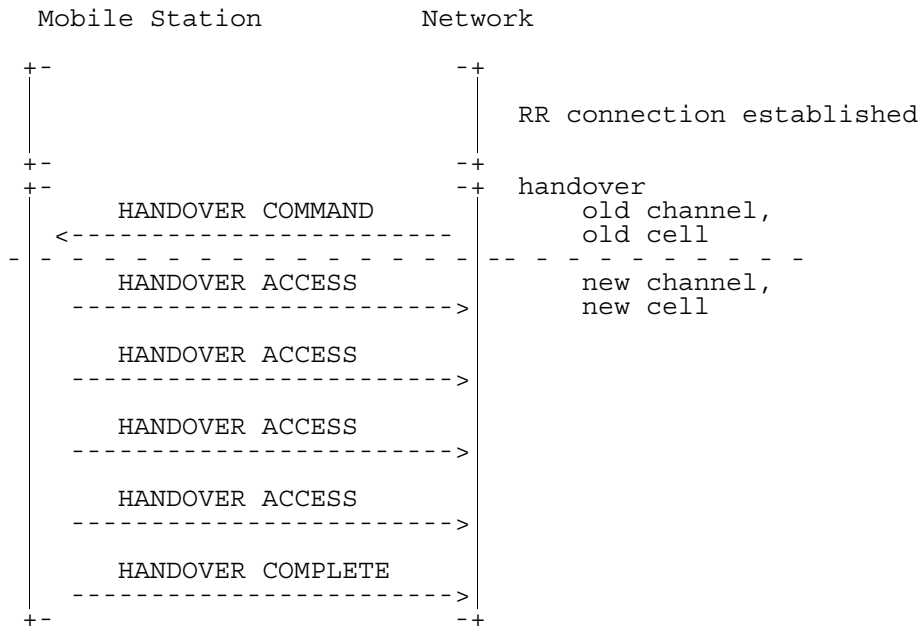 Mobile Station Network
RR connection established
handover
HANDOVER COMMAND old channel,
old cell
HANDOVER ACCESS new channel,
new cell
HANDOVER ACCESS
HANDOVER ACCESS
HANDOVER ACCESS
HANDOVER COMPLETE